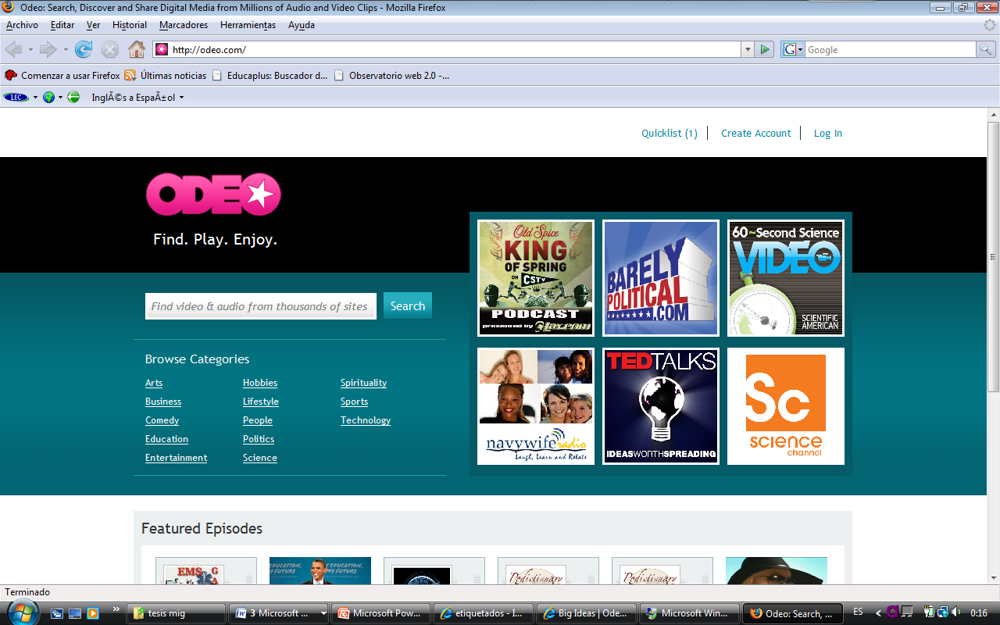 Odeo: Search, Discover and Share Digital Media from Millions of Audio and Video Clips - Mozilla Firefox
Archivo Editar Ver Historial Marcadores Herramientas Ayuda
http://odeo.com/
Google
Comenzar a usar Firefox Últimas noticias Educaplus: Buscador d... Observatorio web 2.0 -...
LEC InglÃ©s a EspaÃ±ol
Quicklist (1) Create Account Log In
ODEO
Find. Play. Enjoy.
Find video & audio from thousands of sites Search
Browse Categories
Arts Hobbies Spirituality
Business Lifestyle Sports
Comedy People Technology
Education Politics
Entertainment Science
Old Spice
KING
OF SPRING
ON CSTV
PODCAST
presented by
BARELY
POLITICAL
.COM
60-Second Science
VIDEO
SCIENTIFIC
AMERICAN
navywiferadio
Laugh, Learn and Relate
TEDTALKS
IDEAS WORTH SPREADING
Sc
science
channel
Featured Episodes
EMS
EDUCATION, MY EDUCATION,
MY FUTURE MY FUTURE
Podictionary
Podictionary
Terminado
tesis mig 3 Microsoft ... Microsoft Pow... etiquetados - I... Big Ideas | Ode... Microsoft Win... Odeo: Search, ... ES 0:16